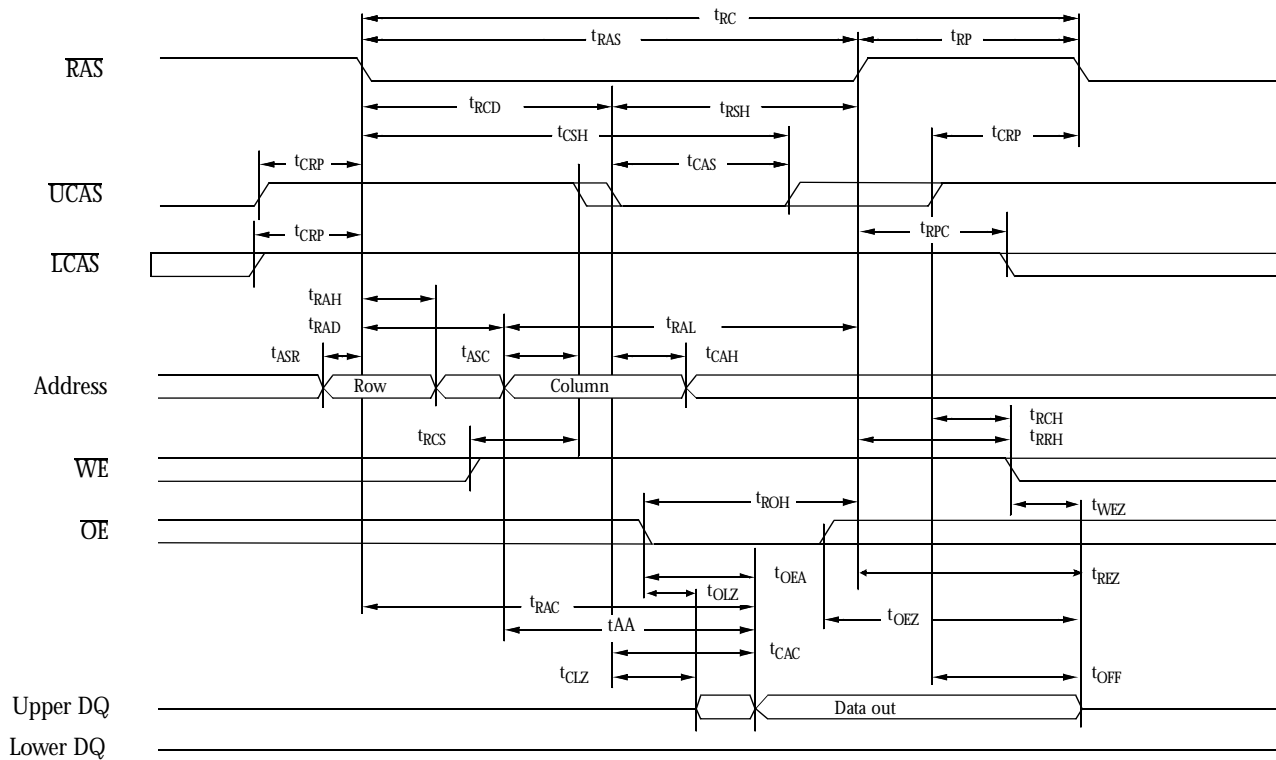 tRC
tRAS
tRP
RAS
tRCD
tRSH
tCSH
tCRP
tCRP
tCAS
UCAS
tCRP
tRPC
LCAS
tRAH
tRAD
tRAL
tASR
tASC
tCAH
Address
Row
Column
tRCH
tRCS
tRRH
WE
tROH
tWEZ
OE
tOEA
tREZ
tOLZ
tRAC
tOEZ
tAA
tCAC
tCLZ
tOFF
Upper DQ
Data out
Lower DQ